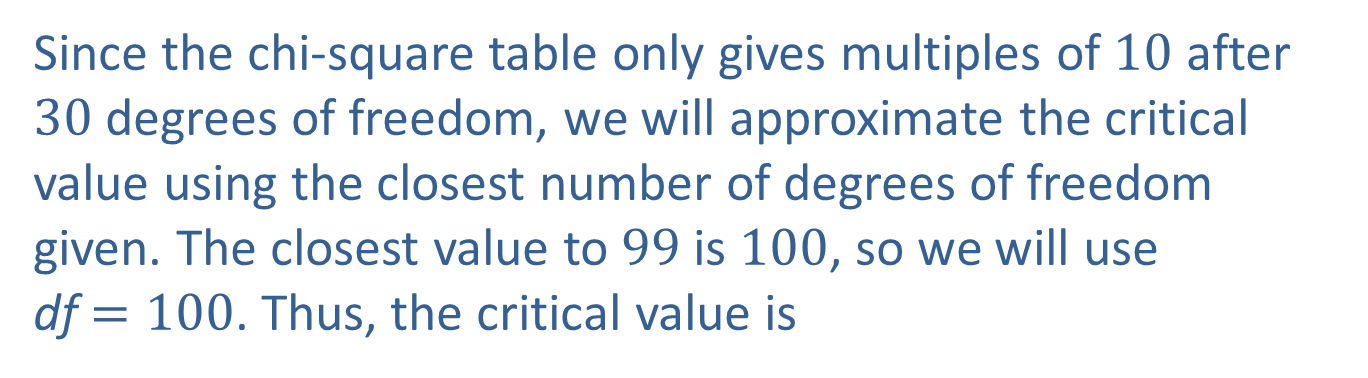 Since the chi-square table only gives multiples of 10 after
30 degrees of freedom, we will approximate the critical
value using the closest number of degrees of freedom
given. The closest value to 99 is 100, so we will use
df = 100. Thus, the critical value is